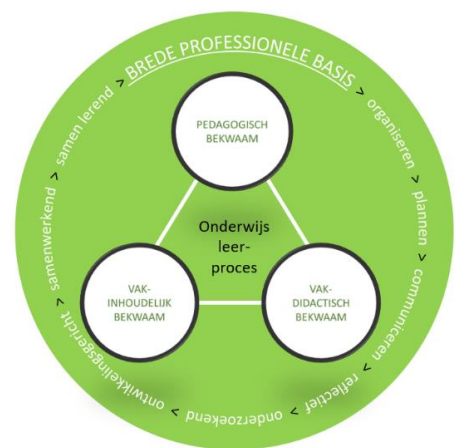 BREDE PROFESSIONELE BASIS > organiseren > plannen > communiceren > reflectief > onderzoekend > ontwikkelingsgericht > samenwerkend > samen lerend >
PEDAGOGISCH
BEKWAAM
Onderwijs
leer-
proces
VAK-
INHOUDELIJK
BEKWAAM
VAK-
DIDACTISCH
BEKWAAM